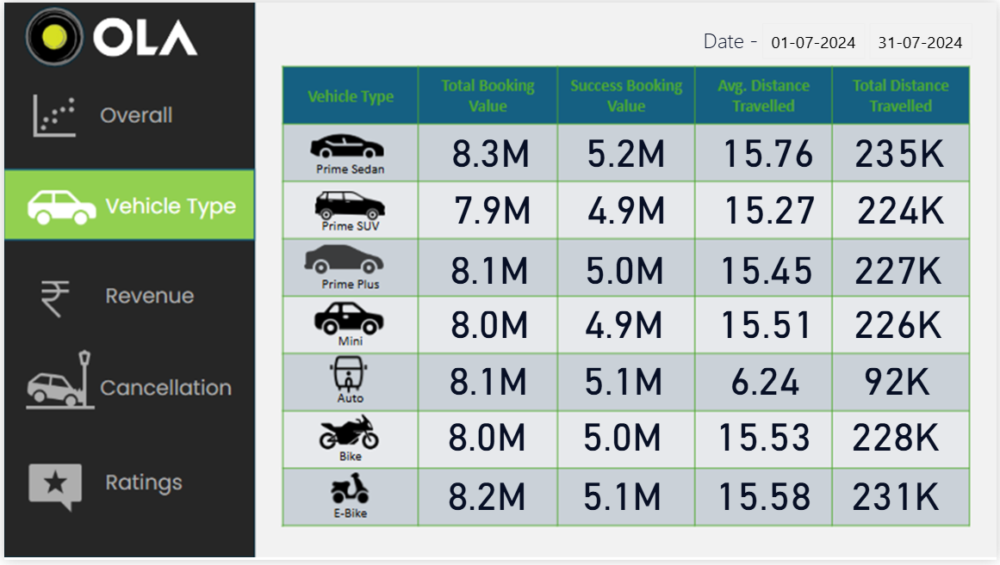 OLA
Date - 01-07-2024 31-07-2024
Overall
Vehicle Type
Revenue
Cancellation
Ratings
Vehicle Type Total Booking Value Success Booking Value Avg. Distance Travelled Total Distance Travelled
Prime Sedan 8.3M 5.2M 15.76 235K
Prime SUV 7.9M 4.9M 15.27 224K
Prime Plus 8.1M 5.0M 15.45 227K
Mini 8.0M 4.9M 15.51 226K
Auto 8.1M 5.1M 6.24 92K
Bike 8.0M 5.0M 15.53 228K
E-Bike 8.2M 5.1M 15.58 231K